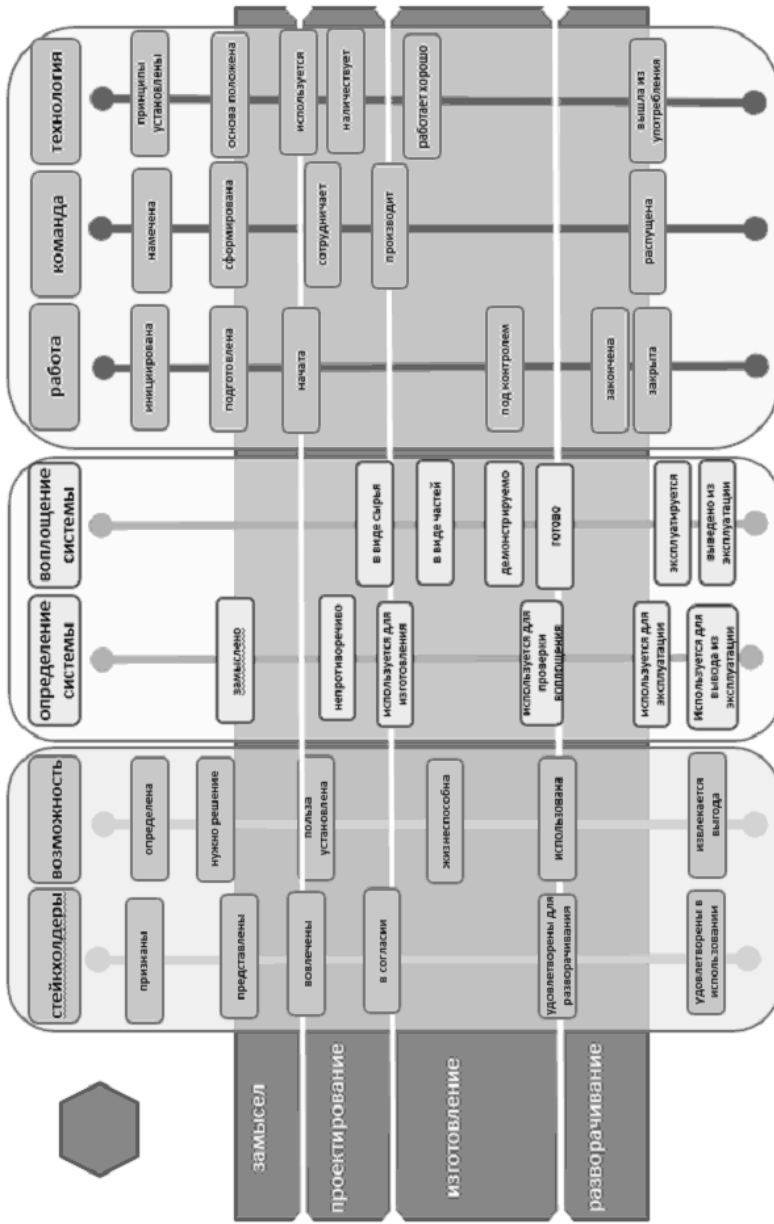 стейкхолдеры
признаны
представлены
вовлечены
в согласии
удовлетворены для
разворачивания
удовлетворены в
использовании
возможность
определена
нужно решение
польза
установлена
жизнеспособна
использована
извлекается
выгода
определение
системы
замыслено
непротиворечиво
используется для
изготовления
используется для
проверки
воплощения
используется для
эксплуатации
Используется для
вывода из
эксплуатации
воплощение
системы
в виде сырья
в виде частей
демонстрируемо
готово
эксплуатируется
выведено из
эксплуатации
работа
инициирована
подготовлена
начата
под контролем
закончена
закрыта
команда
намечена
сформирована
сотрудничает
производит
распущена
технология
принципы
установлены
основа положена
используется
наличествует
работает хорошо
вышла из
употребления
замысел
проектирование
изготовление
разворачивание